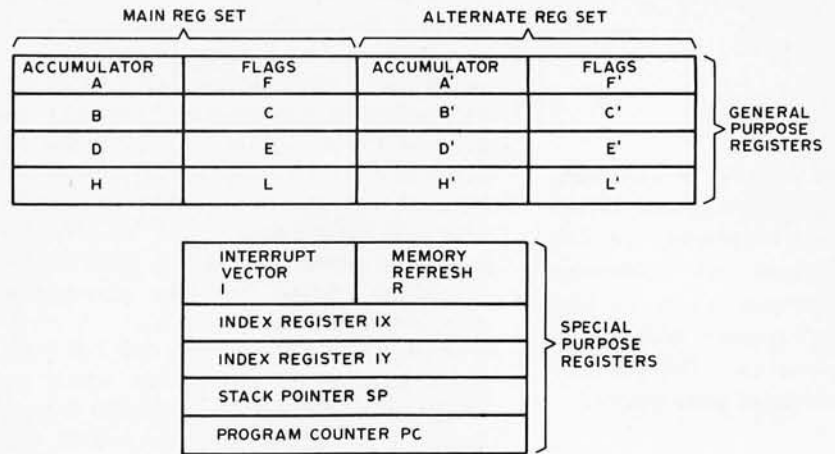 MAIN REG SET
ALTERNATE REG SET
ACCUMULATOR A
FLAGS F
ACCUMULATOR A'
FLAGS F'
B
C
B'
C'
D
E
D'
E'
H
L
H'
L'
GENERAL PURPOSE REGISTERS
INTERRUPT VECTOR I
MEMORY REFRESH R
INDEX REGISTER IX
INDEX REGISTER IY
STACK POINTER SP
PROGRAM COUNTER PC
SPECIAL PURPOSE REGISTERS